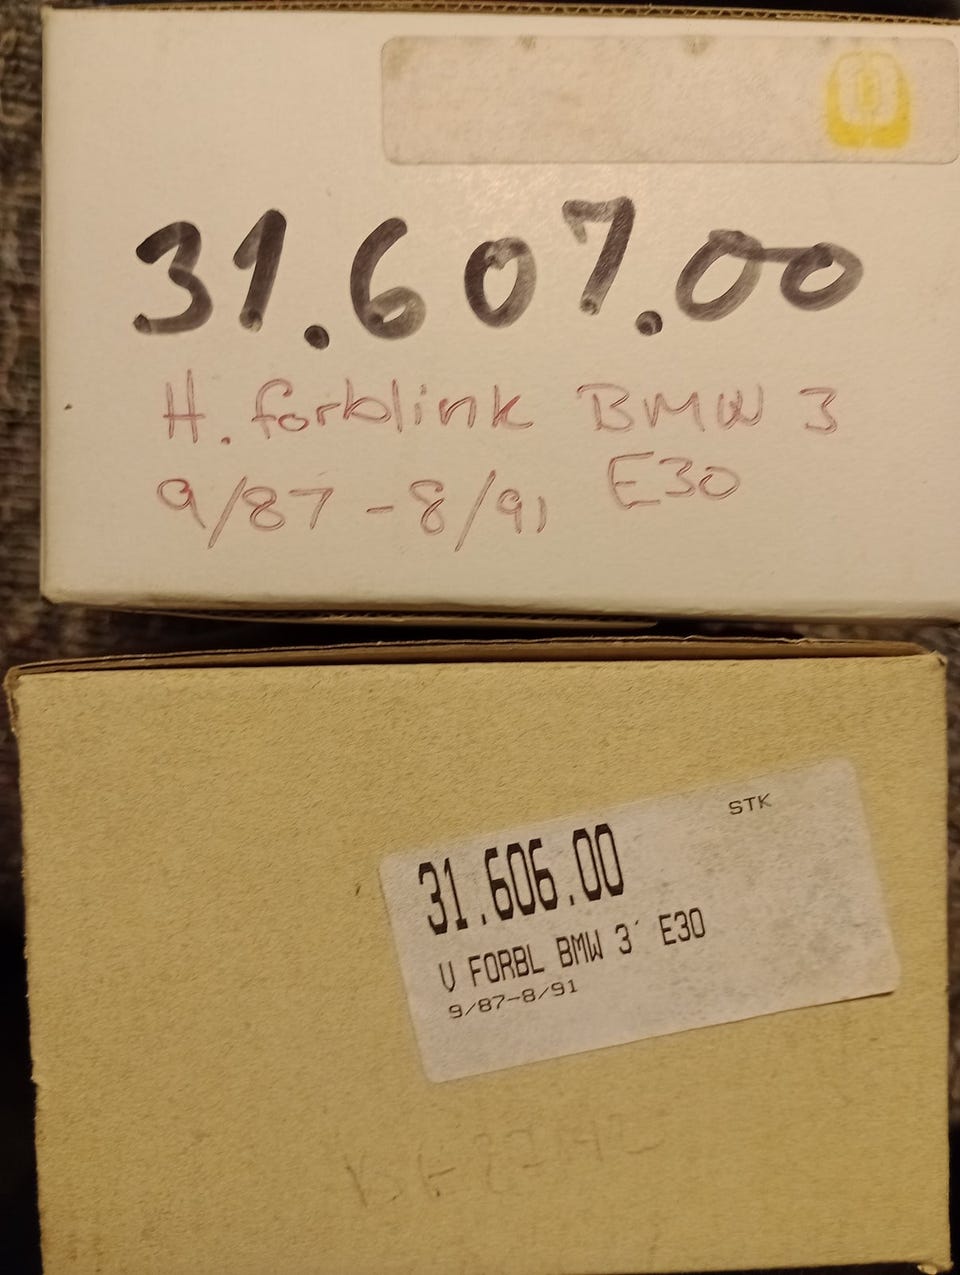 31.607.00
H. forblink BMW 3
9/87-8/91 E30
STK
31.606.00
V FORBL BMW 3´ E30
9/87-8/91